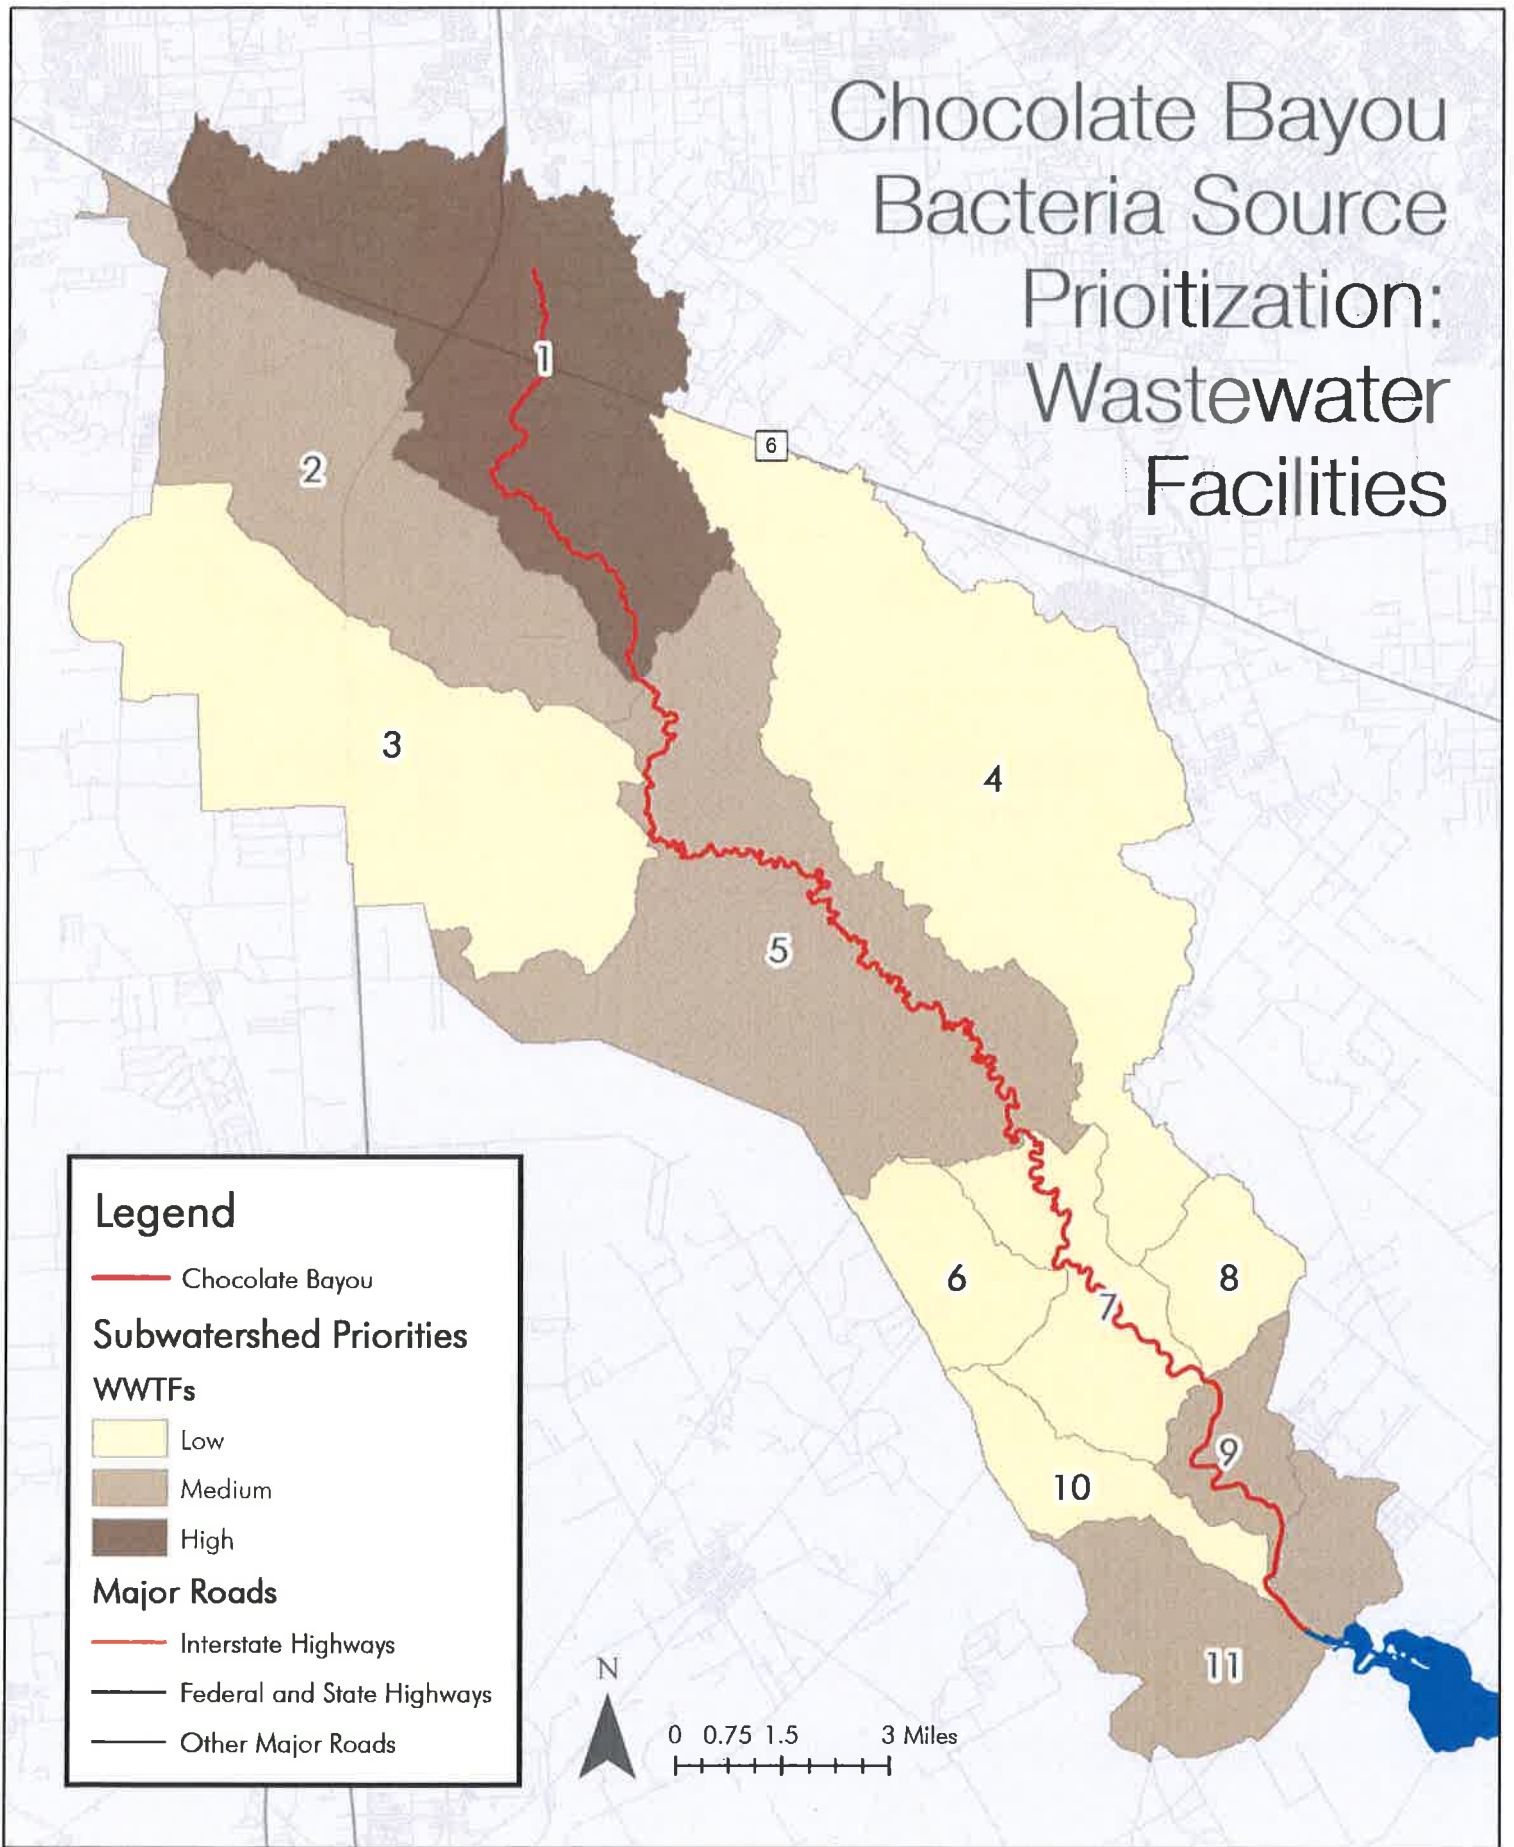 Chocolate Bayou
Bacteria Source
Prioitization:
Wastewater
Facilities
1
6
2
3
4
5
6
7
8
9
10
11
Legend
Chocolate Bayou
Subwatershed Priorities
WWTFs
Low
Medium
High
Major Roads
Interstate Highways
Federal and State Highways
Other Major Roads
N
0 0.75 1.5 3 Miles